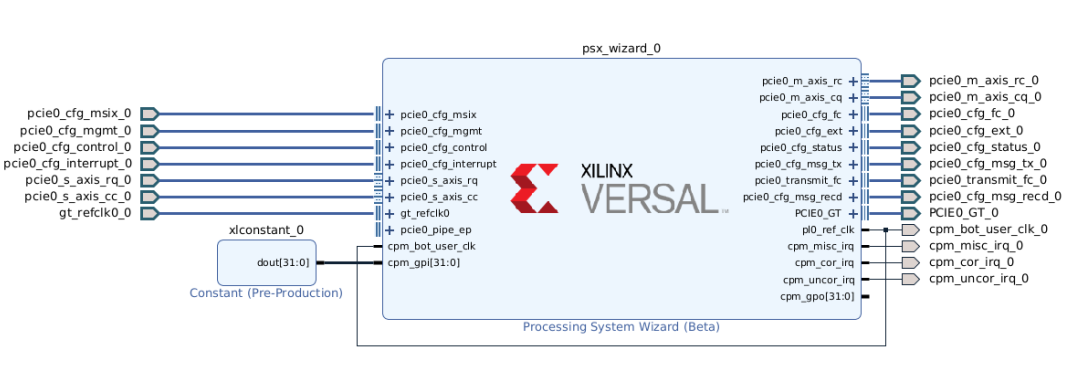 psx_wizard_0
pcie0_cfg_msix_0
pcie0_cfg_mgmt_0
pcie0_cfg_control_0
pcie0_cfg_interrupt_0
pcie0_s_axis_rq_0
pcie0_s_axis_cc_0
gt_refclk0_0
xlconstant_0
dout[31:0]
Constant (Pre-Production)
pcie0_cfg_msix
pcie0_cfg_mgmt
pcie0_cfg_control
pcie0_cfg_interrupt
pcie0_s_axis_rq
pcie0_s_axis_cc
gt_refclk0
pcie0_pipe_ep
cpm_bot_user_clk
cpm_gpi[31:0]
XILINX
VERSAL™
pcie0_m_axis_rc
pcie0_m_axis_cq
pcie0_cfg_fc
pcie0_cfg_ext
pcie0_cfg_status
pcie0_cfg_msg_tx
pcie0_transmit_fc
pcie0_cfg_msg_recd
PCIE0_GT
pl0_ref_clk
cpm_misc_irq
cpm_cor_irq
cpm_uncor_irq
cpm_gpo[31:0]
Processing System Wizard (Beta)
pcie0_m_axis_rc_0
pcie0_m_axis_cq_0
pcie0_cfg_fc_0
pcie0_cfg_ext_0
pcie0_cfg_status_0
pcie0_cfg_msg_tx_0
pcie0_transmit_fc_0
pcie0_cfg_msg_recd_0
PCIE0_GT_0
cpm_bot_user_clk_0
cpm_misc_irq_0
cpm_cor_irq_0
cpm_uncor_irq_0